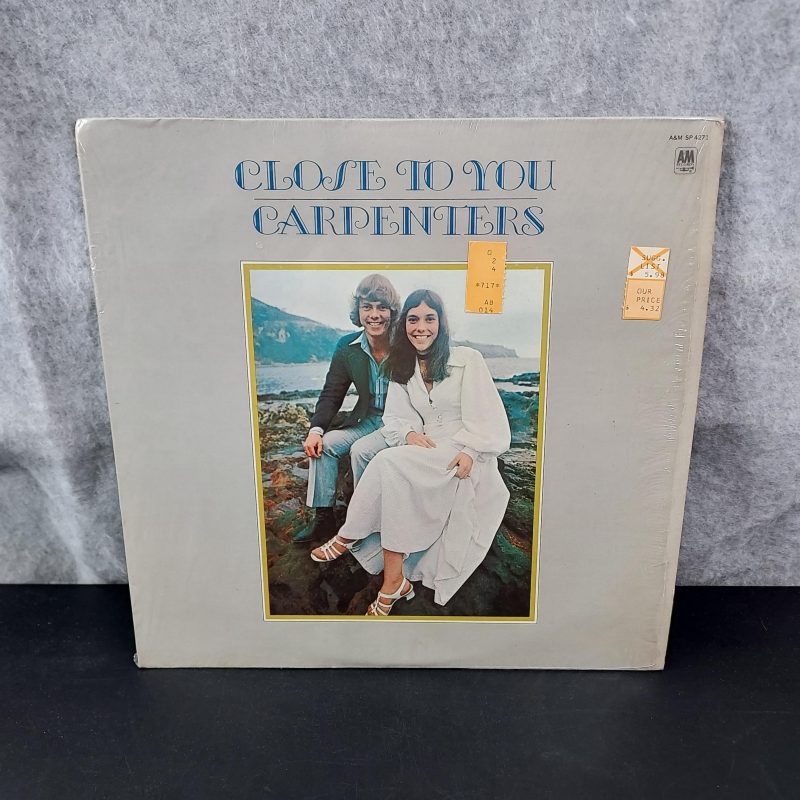 A&M SP 4271
AM
CLOSE TO YOU
CARPENTERS
0
2
4
*717*
AB
014
SUGG.
LIST
$ 5.98
OUR
PRICE
$ 4.32